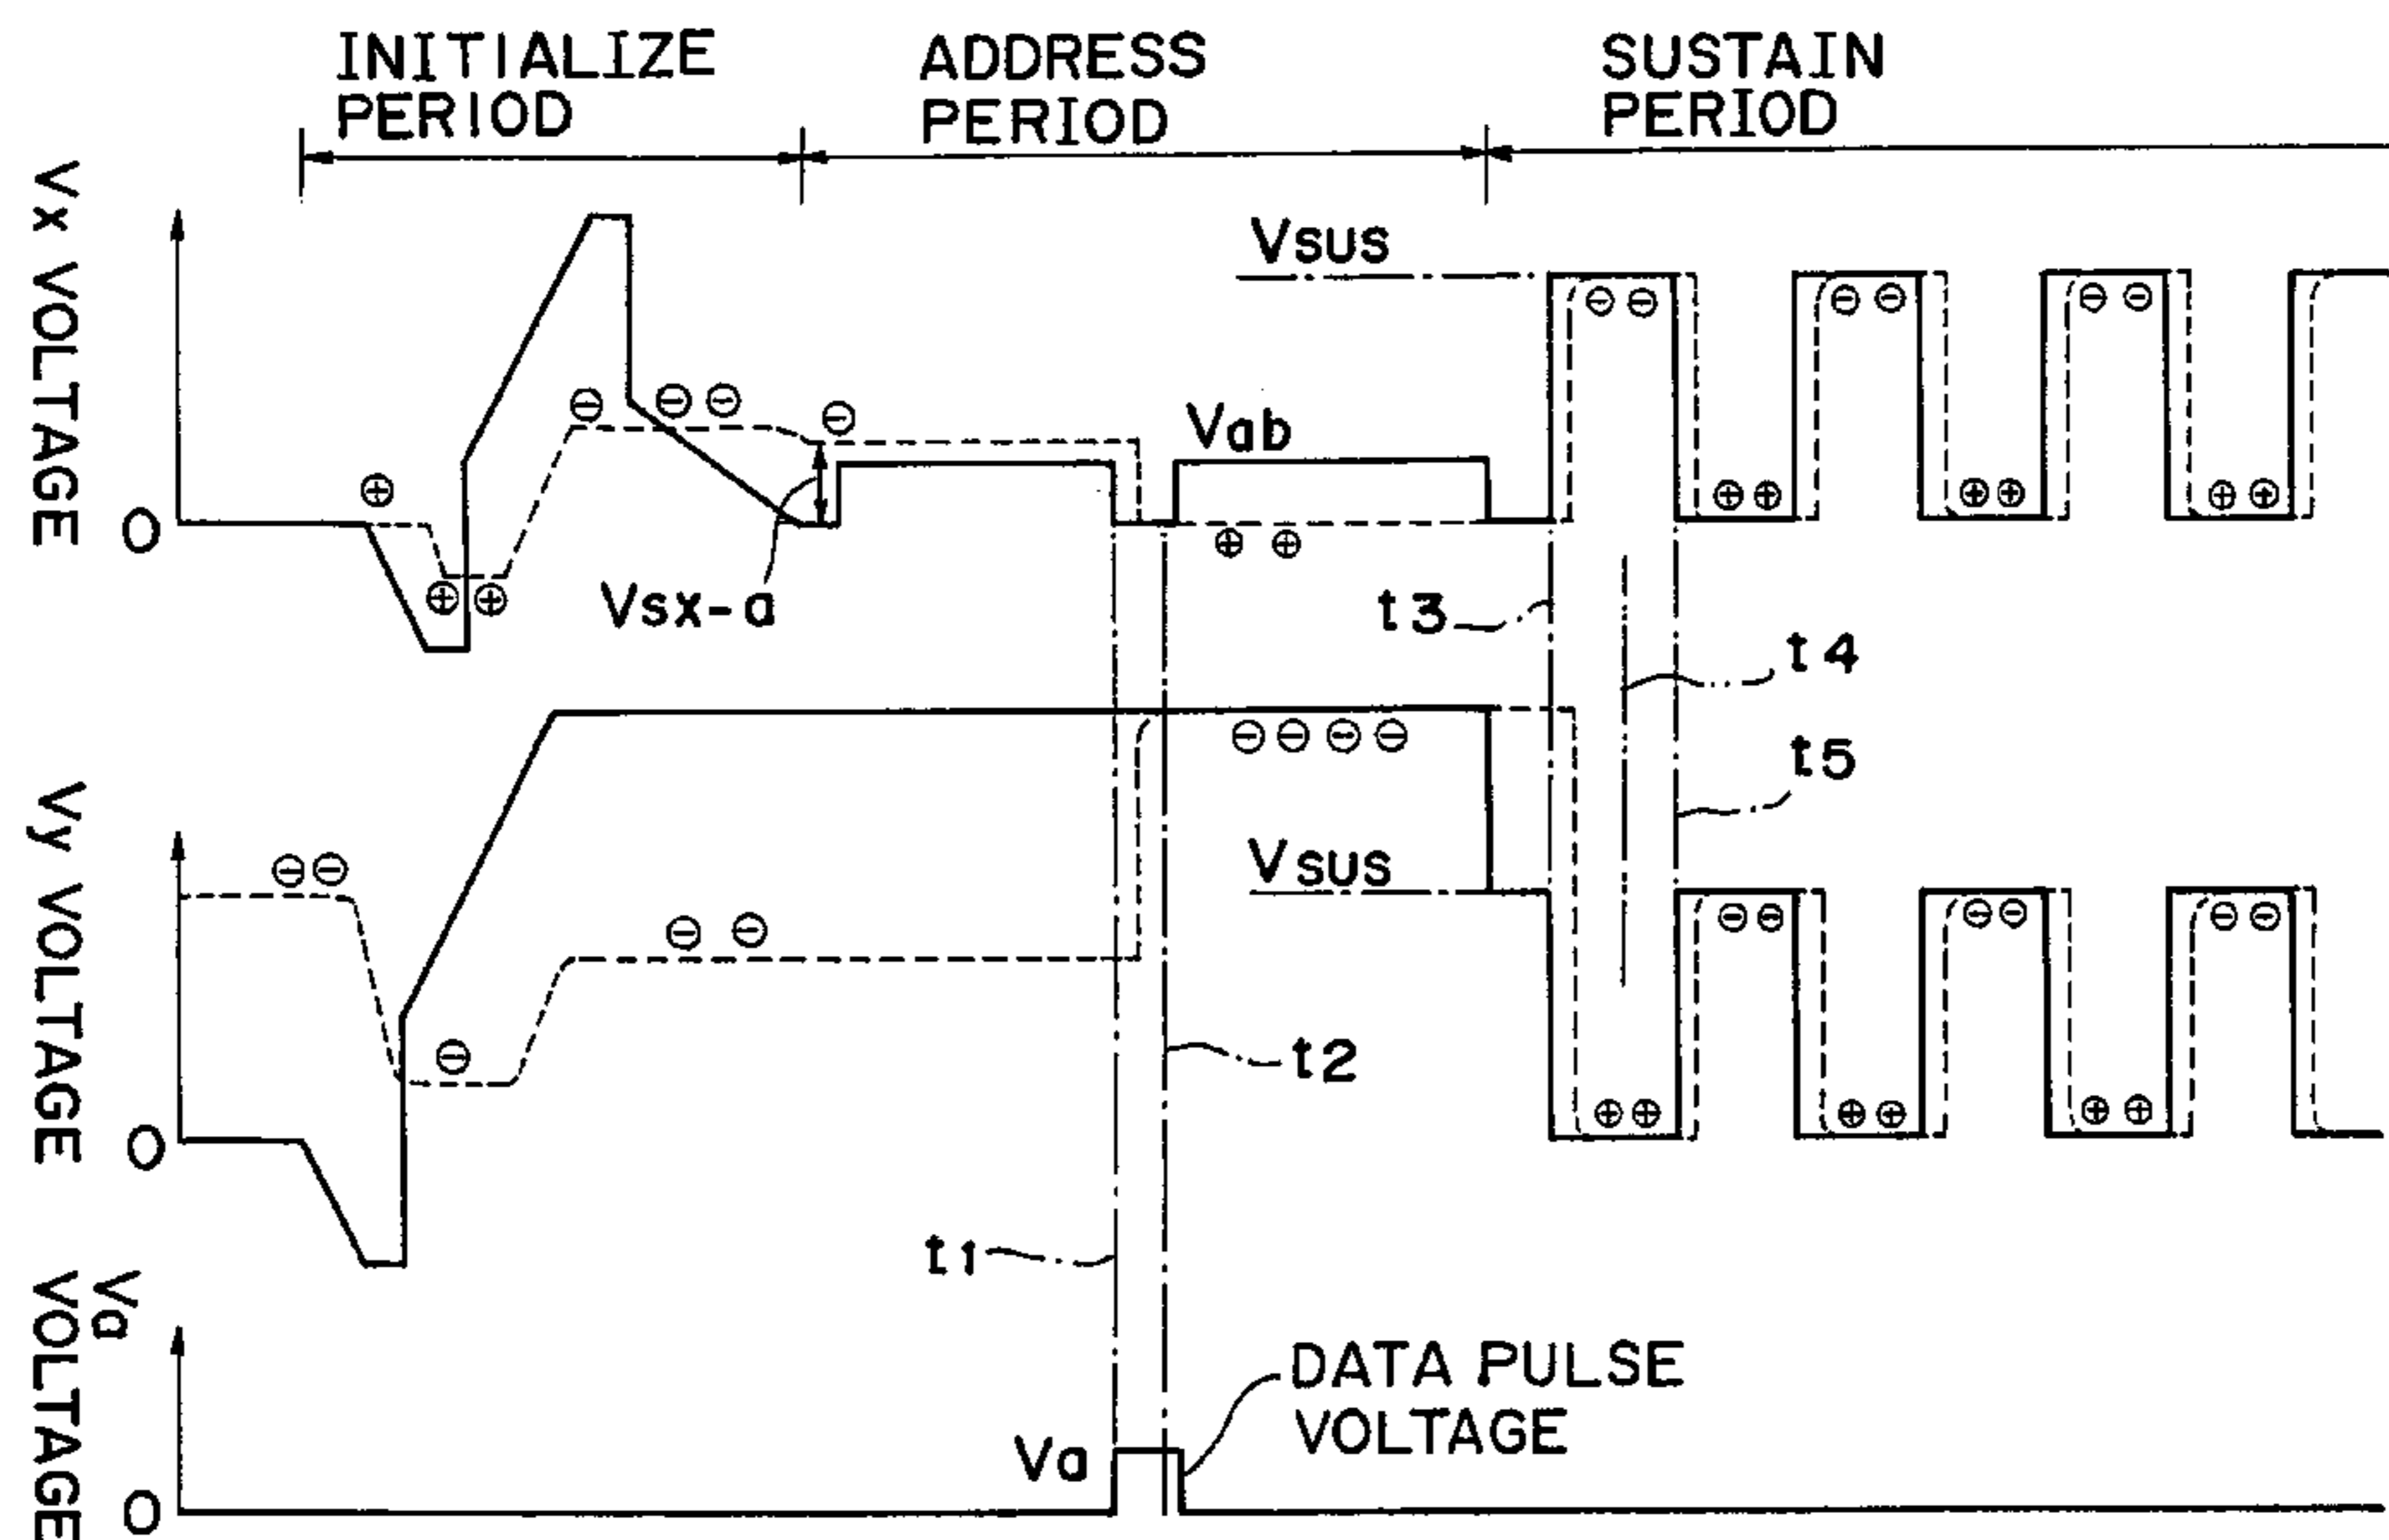 INITIALIZE
PERIOD
ADDRESS
PERIOD
SUSTAIN
PERIOD
Vx VOLTAGE
0
Vsus
Vab
Vsx-a
t3
t4
t5
Vy VOLTAGE
0
Vsus
t2
t1
Va
VOLTAGE
0
Va
DATA PULSE
VOLTAGE